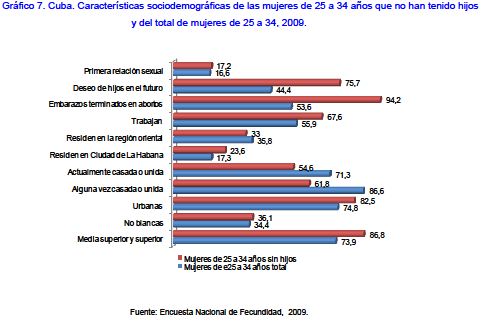 Gráfico 7. Cuba. Características sociodemográficas de las mujeres de 25 a 34 años que no han tenido hijos
y del total de mujeres de 25 a 34, 2009.
Primera relación sexual 17,2
16,6
Deseo de hijos en el futuro 75,7
44,4
Embarazos terminados en abortos 94,2
53,6
Trabajan 67,6
55,9
Residen en la región oriental 33
35,8
Residen en Ciudad de La Habana 23,6
17,3
Actualmente casada o unida 54,6
71,3
Alguna vez casada o unida 61,8
86,6
Urbanas 82,5
74,8
No blancas 36,1
34,4
Media superior y superior 86,8
73,9
Mujeres de 25 a 34 años sin hijos
Mujeres de e25 a 34 años total
Fuente: Encuesta Nacional de Fecundidad, 2009.